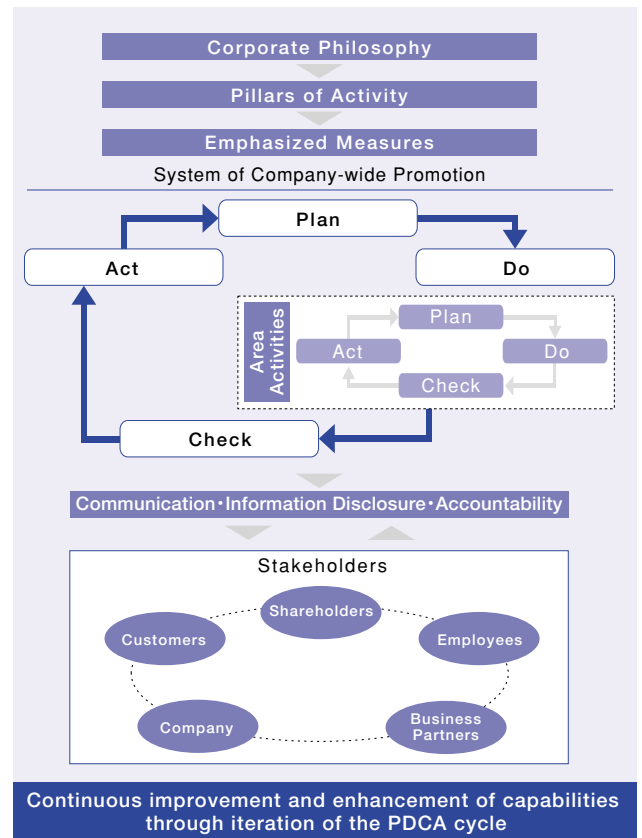 Corporate Philosophy
Pillars of Activity
Emphasized Measures
System of Company-wide Promotion
Plan
Act
Do
Area
Activities
Plan
Act
Do
Check
Check
Communication・Information Disclosure・Accountability
Stakeholders
Shareholders
Customers
Employees
Company
Business
Partners
Continuous improvement and enhancement of capabilities
through iteration of the PDCA cycle